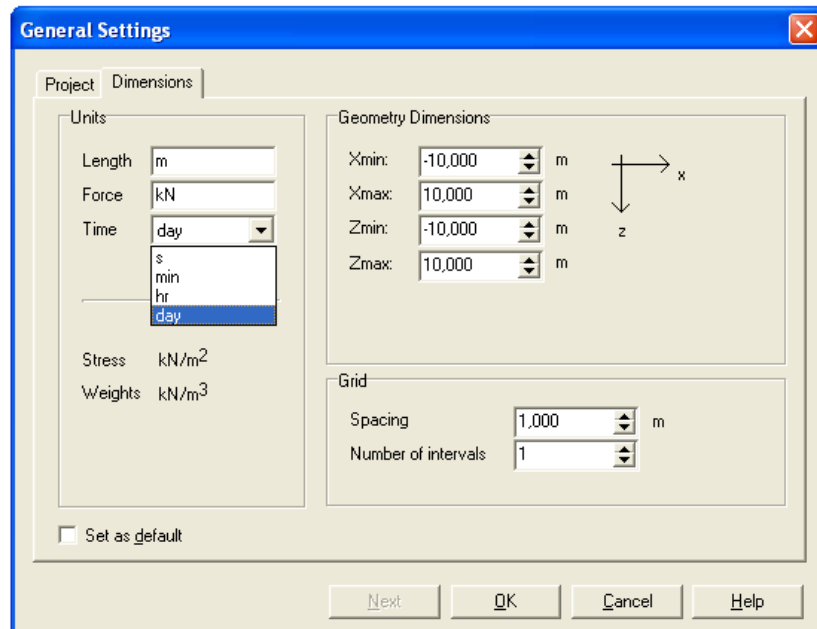 General Settings
Project Dimensions
Units
Length m
Force kN
Time day
s
min
hr
day
Stress kN/m2
Weights kN/m3
Geometry Dimensions
Xmin: -10,000 m
Xmax: 10,000 m
Zmin: -10,000 m
Zmax: 10,000 m
x
z
Grid
Spacing 1,000 m
Number of intervals 1
Set as default
Next OK Cancel Help